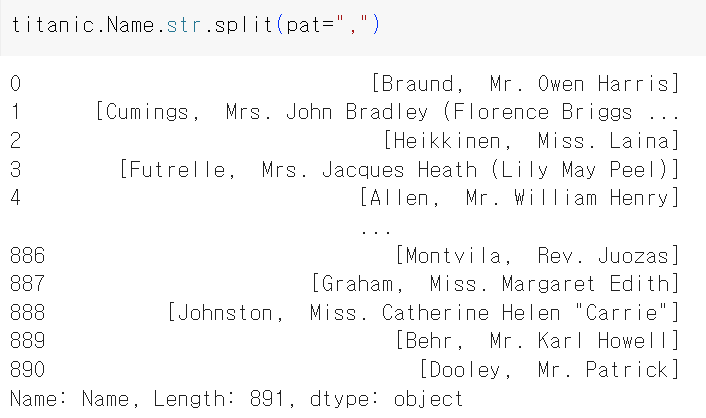 titanic.Name.str.split(pat=",")
0 [Braund, Mr. Owen Harris]
1 [Cumings, Mrs. John Bradley (Florence Briggs ...
2 [Heikkinen, Miss. Laina]
3 [Futrelle, Mrs. Jacques Heath (Lily May Peel)]
4 [Allen, Mr. William Henry]
...
886 [Montvila, Rev. Juozas]
887 [Graham, Miss. Margaret Edith]
888 [Johnston, Miss. Catherine Helen "Carrie"]
889 [Behr, Mr. Karl Howell]
890 [Dooley, Mr. Patrick]
Name: Name, Length: 891, dtype: object